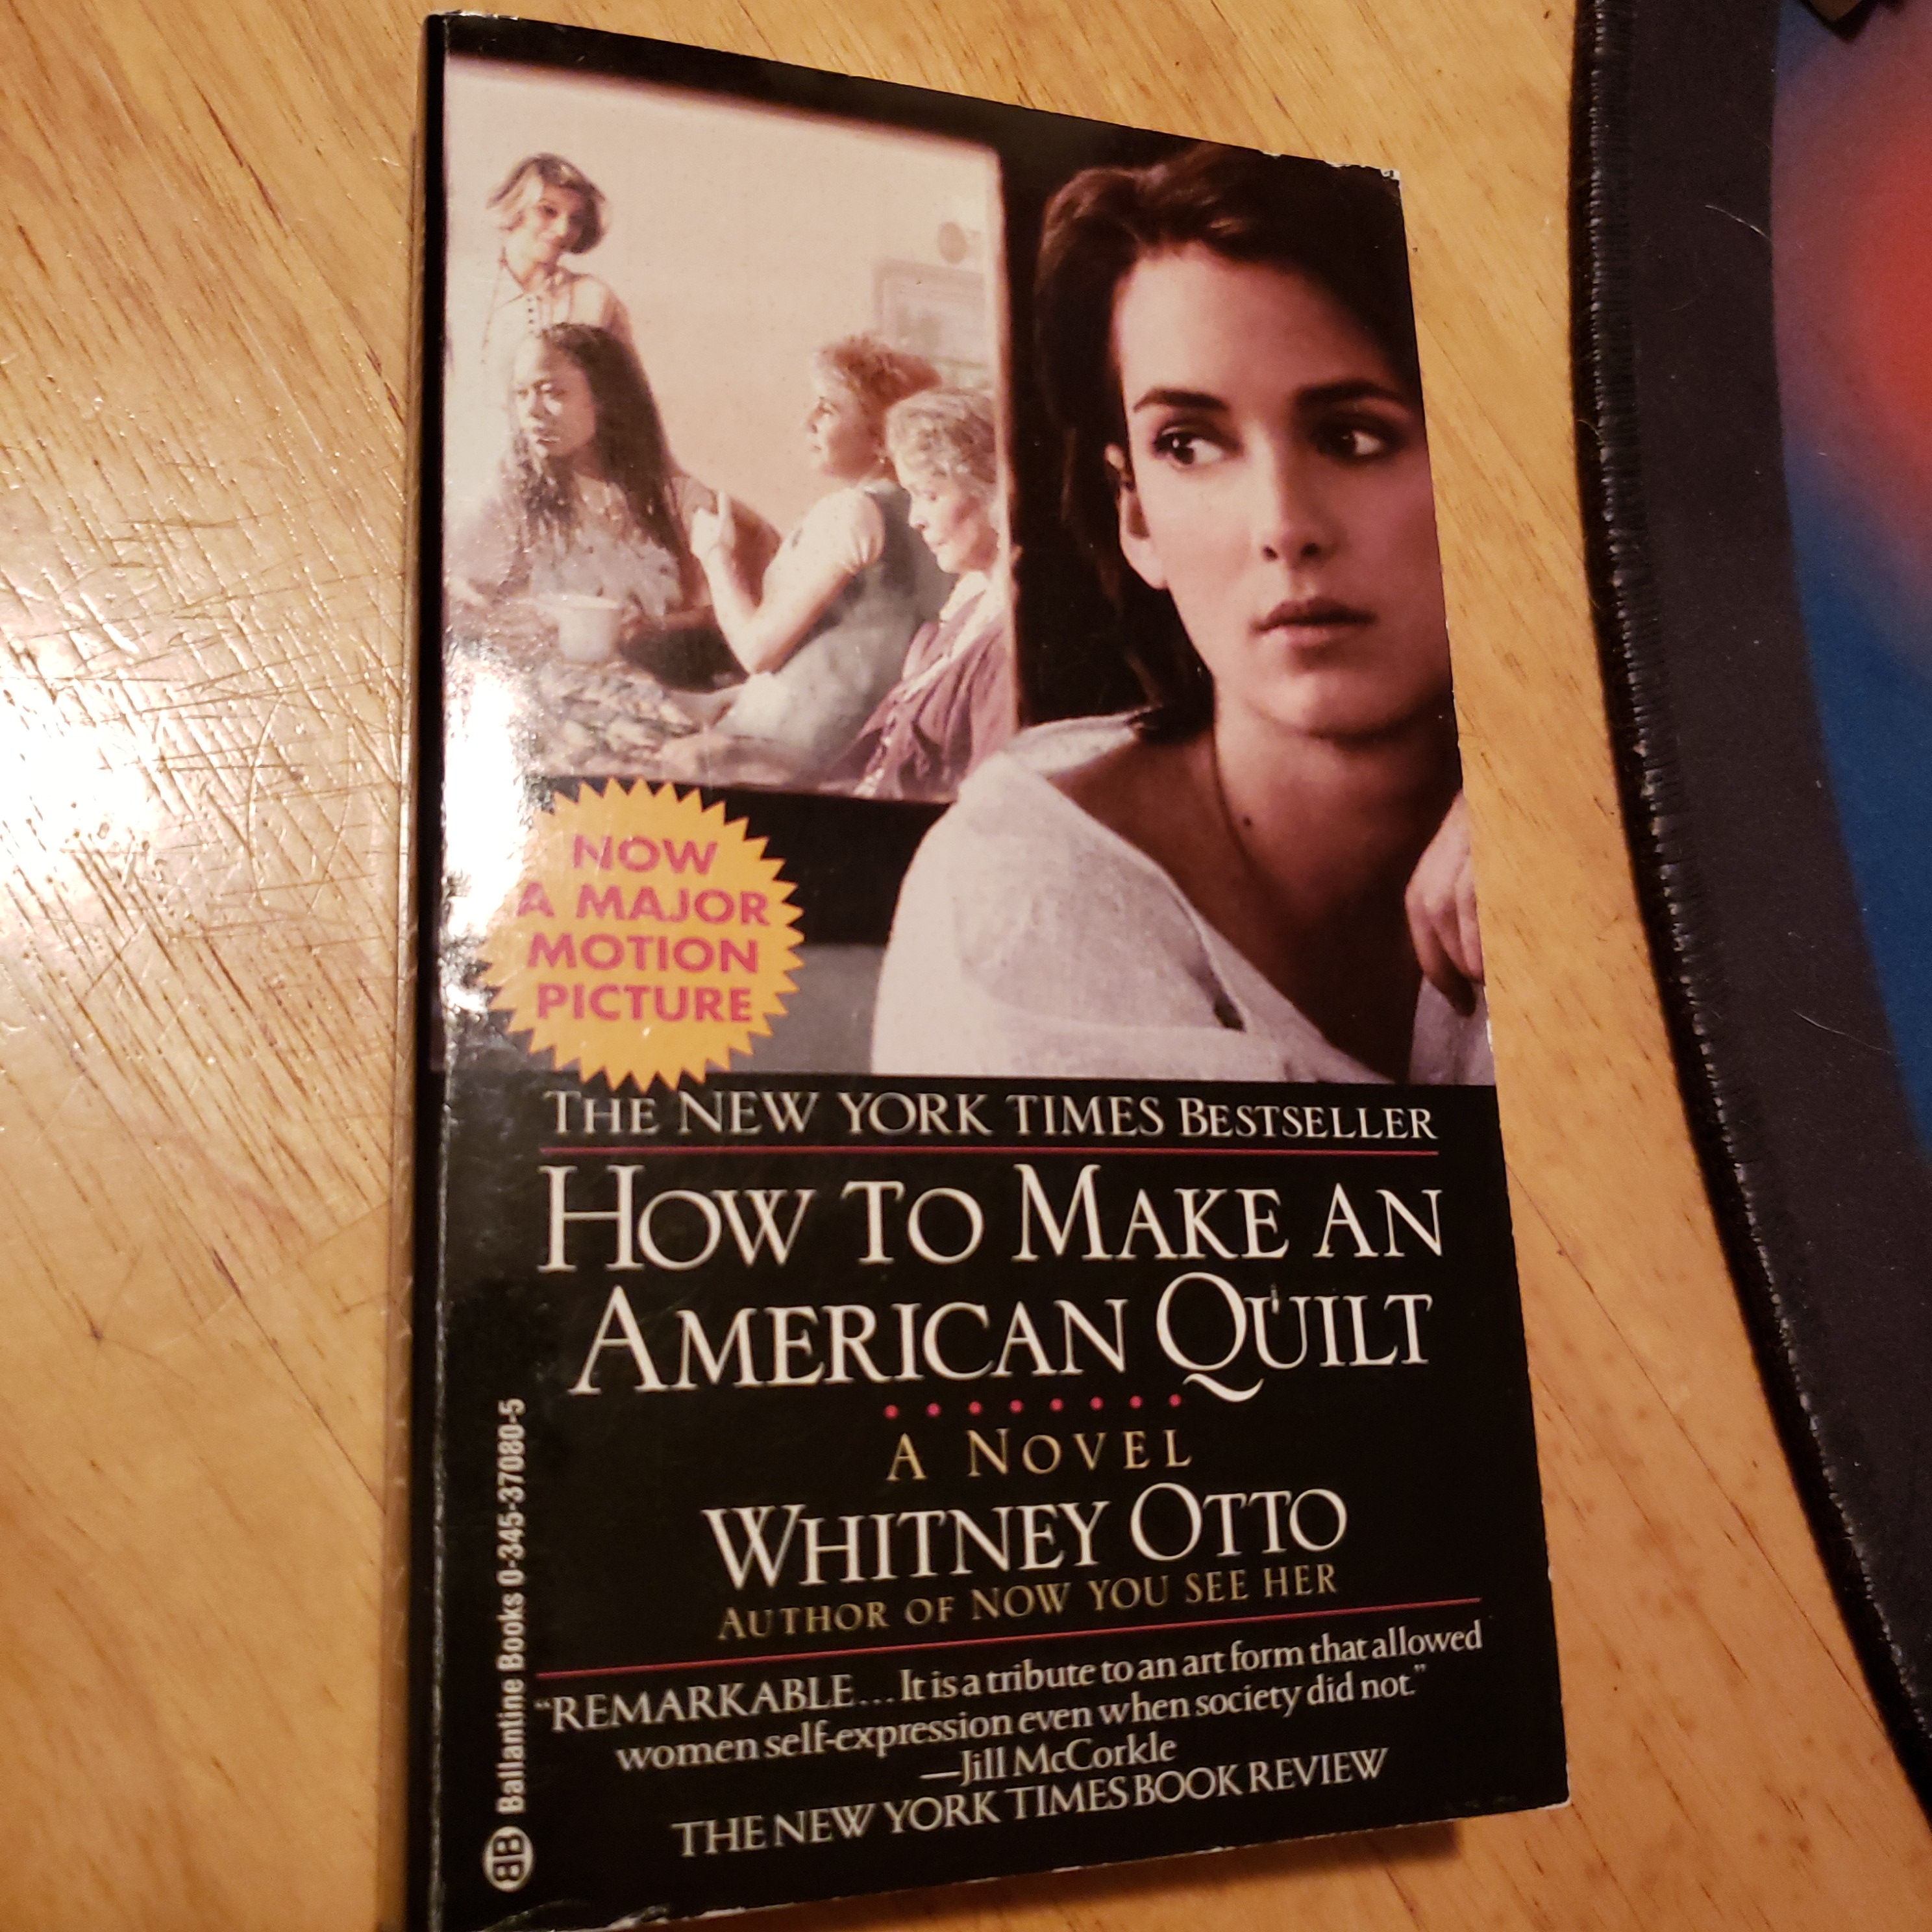 NOW
A MAJOR
MOTION
PICTURE
THE NEW YORK TIMES BESTSELLER
HOW TO MAKE AN
AMERICAN QUILT
A NOVEL
WHITNEY OTTO
AUTHOR OF NOW YOU SEE HER
“REMARKABLE... It is a tribute to an art form that allowed
women self-expression even when society did not.”
—Jill McCorkle
THE NEW YORK TIMES BOOK REVIEW
BB Ballantine Books 0-345-37080-5